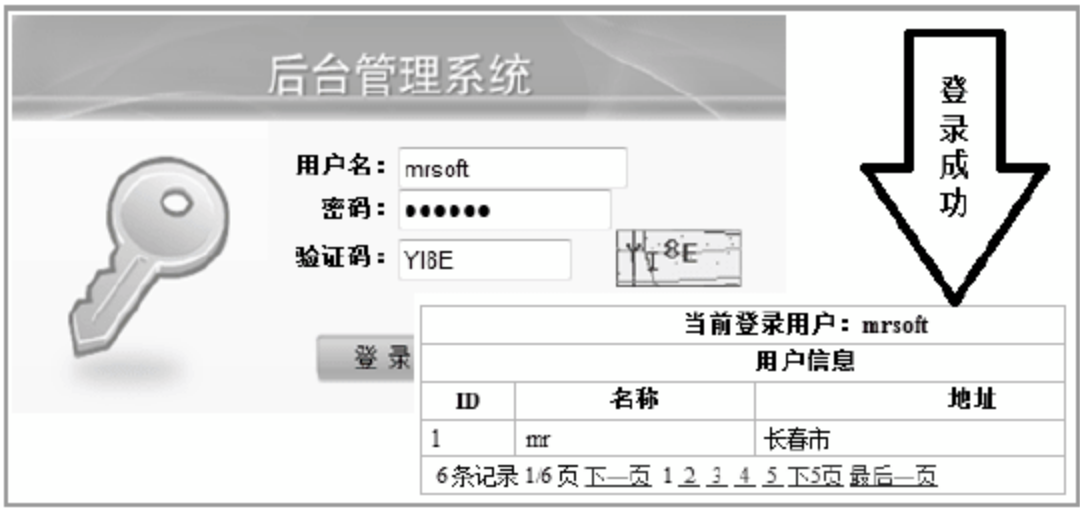 后台管理系统
用户名： mrsoft
密码： ●●●●●●
验证码： YI8E YI8E
登 录
登录成功
当前登录用户：mrsoft
用户信息
ID 名称 地址
1 mr 长春市
6条记录 1/6 页 下一页 1 2 3 4 5 下5页 最后一页